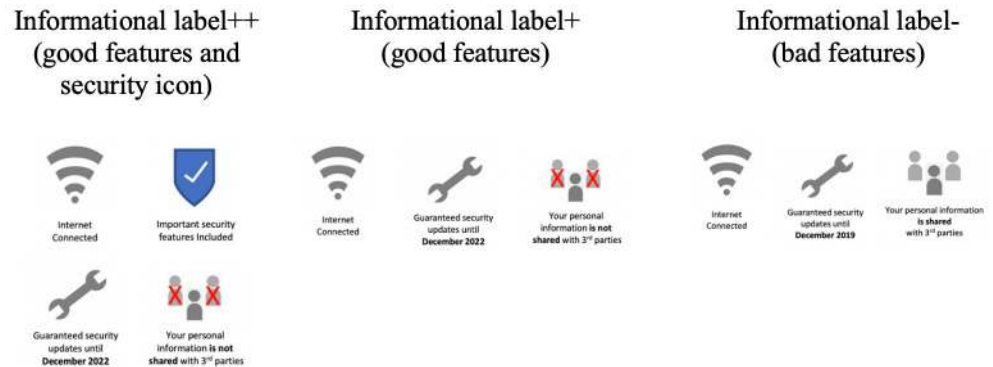 Informational label++
(good features and
security icon)
Internet
Connected
Important security
features Included
Guaranteed security
updates until
December 2022
Your personal
information is not
shared with 3rd parties
Informational label+
(good features)
Internet
Connected
Guaranteed security
updates until
December 2022
Your personal
information is not
shared with 3rd parties
Informational label-
(bad features)
Internet
Connected
Guaranteed security
updates until
December 2019
Your personal information
is shared
with 3rd parties